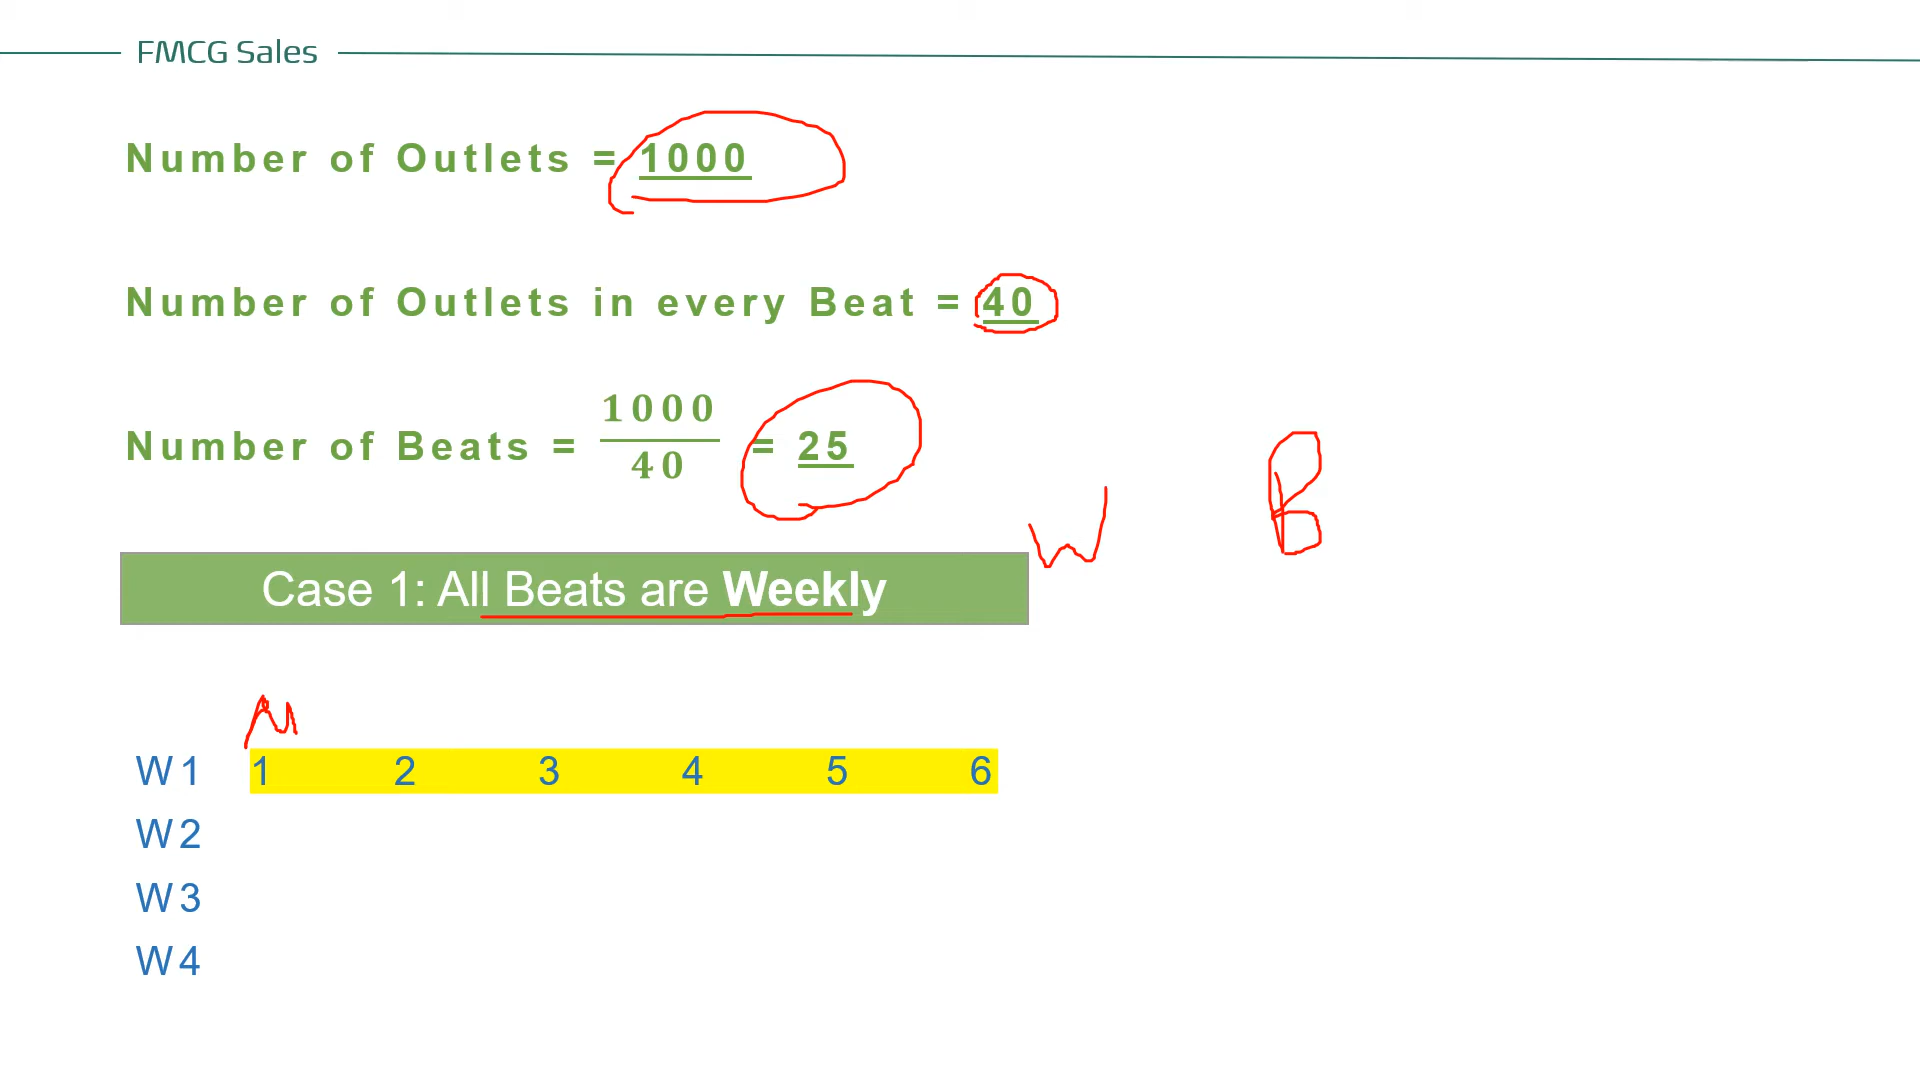 FMCG Sales
Number of Outlets = 1000
Number of Outlets in every Beat = 40
Number of Beats = 1000/40 = 25
W B
Case 1: All Beats are Weekly
W1 1 2 3 4 5 6
W2
W3
W4